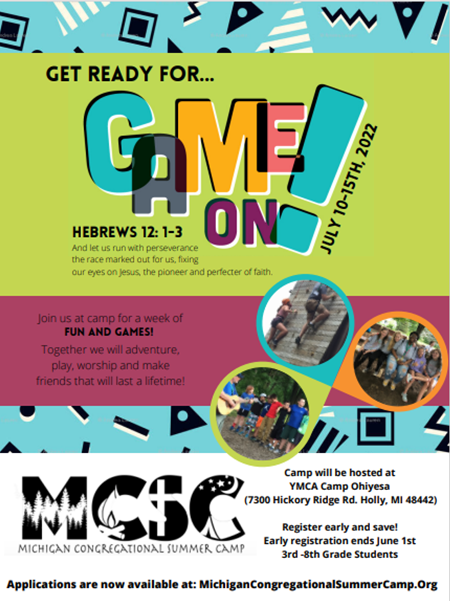 GET READY FOR...
GAME
ON!
JULY 10-15TH, 2022
HEBREWS 12: 1-3
And let us run with perseverance
the race marked out for us, fixing
our eyes on Jesus, the pioneer and perfecter of faith.
Join us at camp for a week of
FUN AND GAMES!
Together we will adventure,
play, worship and make
friends that will last a lifetime!
MCSC
MICHIGAN CONGREGATIONAL SUMMER CAMP
Camp will be hosted at
YMCA Camp Ohiyesa
(7300 Hickory Ridge Rd. Holly, MI 48442)
Register early and save!
Early registration ends June 1st
3rd -8th Grade Students
Applications are now available at: MichiganCongregationalSummerCamp.Org